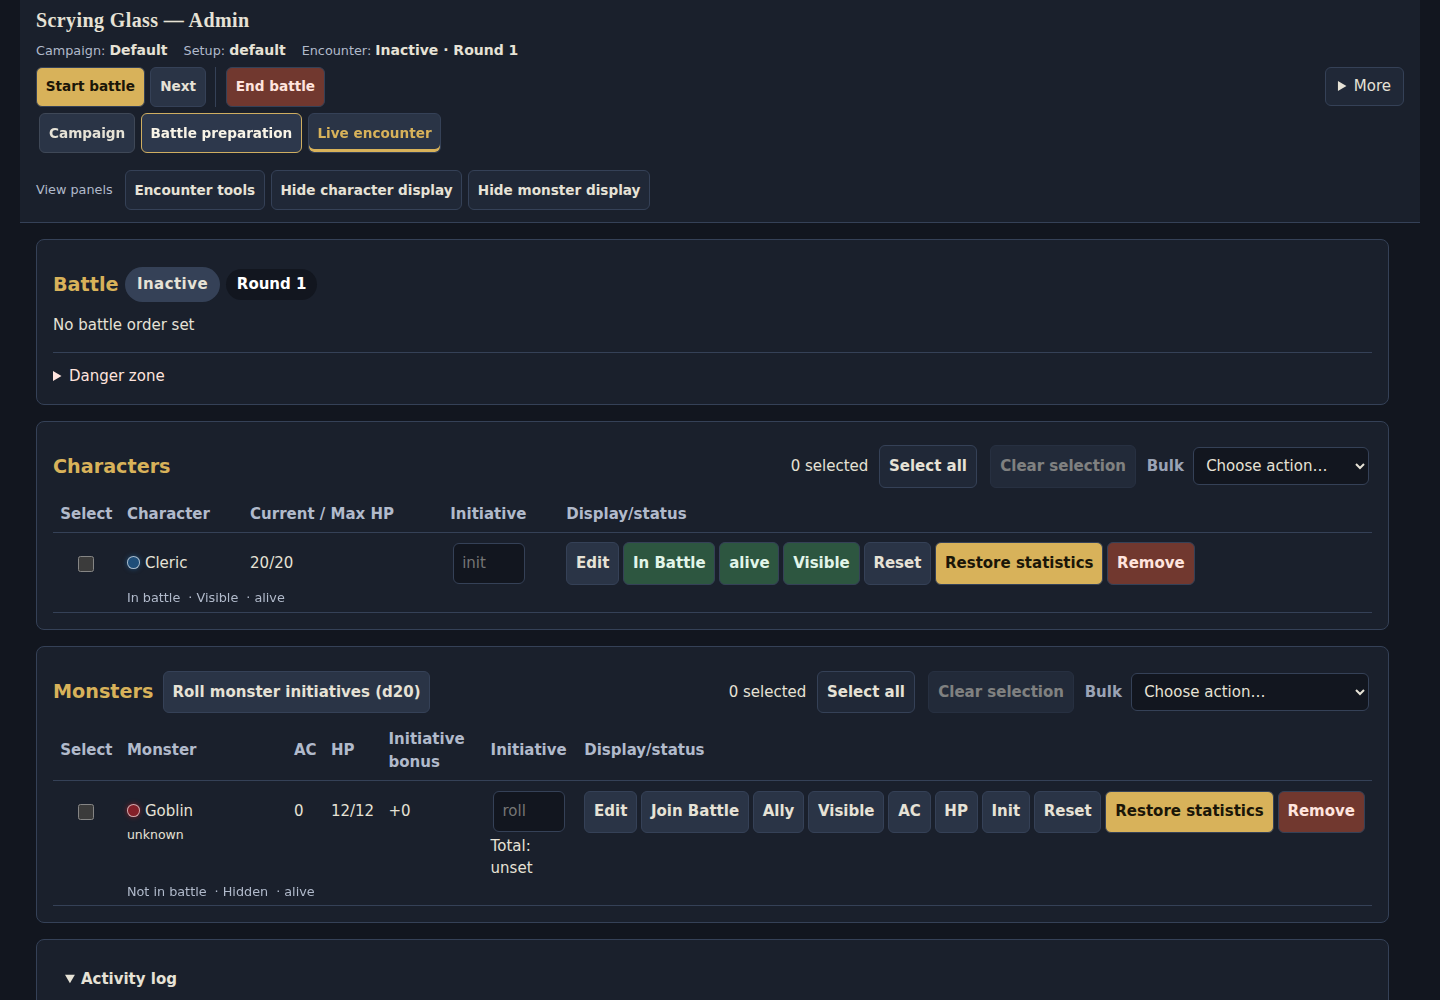 Scrying Glass — Admin
Campaign: Default Setup: default Encounter: Inactive · Round 1
Start battle Next End battle
▶ More
Campaign Battle preparation Live encounter
View panels Encounter tools Hide character display Hide monster display
Battle Inactive Round 1
No battle order set
▶ Danger zone
Characters 0 selected Select all Clear selection Bulk Choose action...
Select Character Current / Max HP Initiative Display/status
Cleric 20/20 init Edit In Battle alive Visible Reset Restore statistics Remove
In battle · Visible · alive
Monsters Roll monster initiatives (d20) 0 selected Select all Clear selection Bulk Choose action...
Select Monster AC HP Initiative bonus Initiative Display/status
Goblin 0 12/12 +0 roll Edit Join Battle Ally Visible AC HP Init Reset Restore statistics Remove
unknown
Total:
unset
Not in battle · Hidden · alive
▼ Activity log